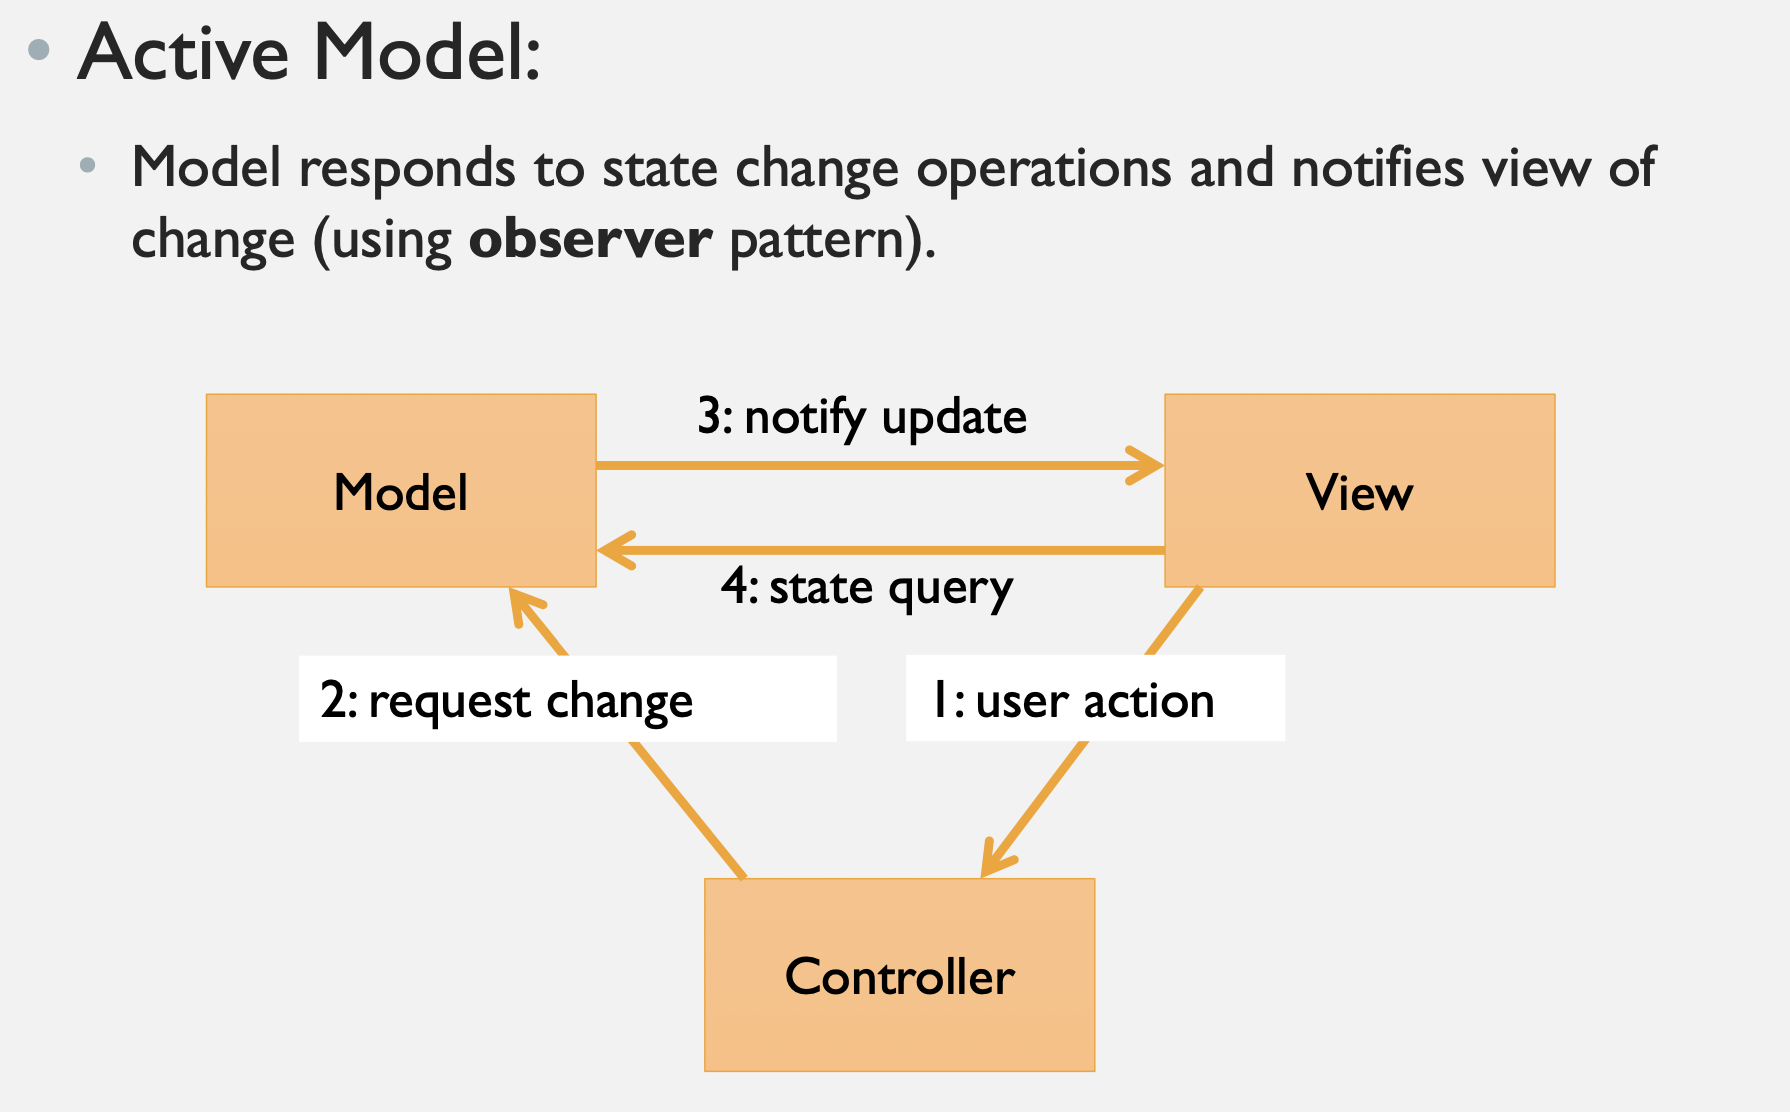 • Active Model:
• Model responds to state change operations and notifies view of
change (using observer pattern).
3: notify update
Model
View
4: state query
2: request change
1: user action
Controller